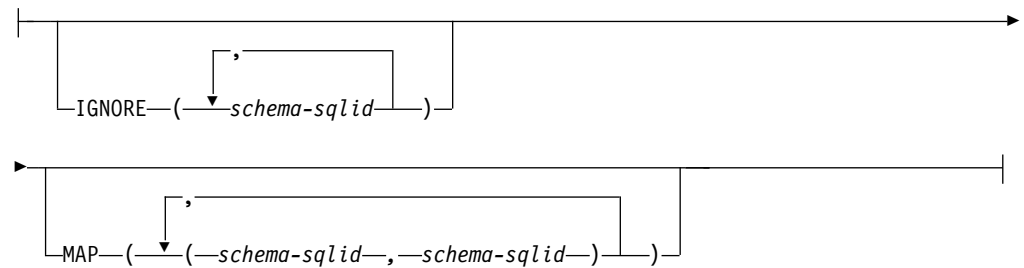 ,
IGNORE ( schema-sqlid )
,
MAP ( ( schema-sqlid , schema-sqlid ) )